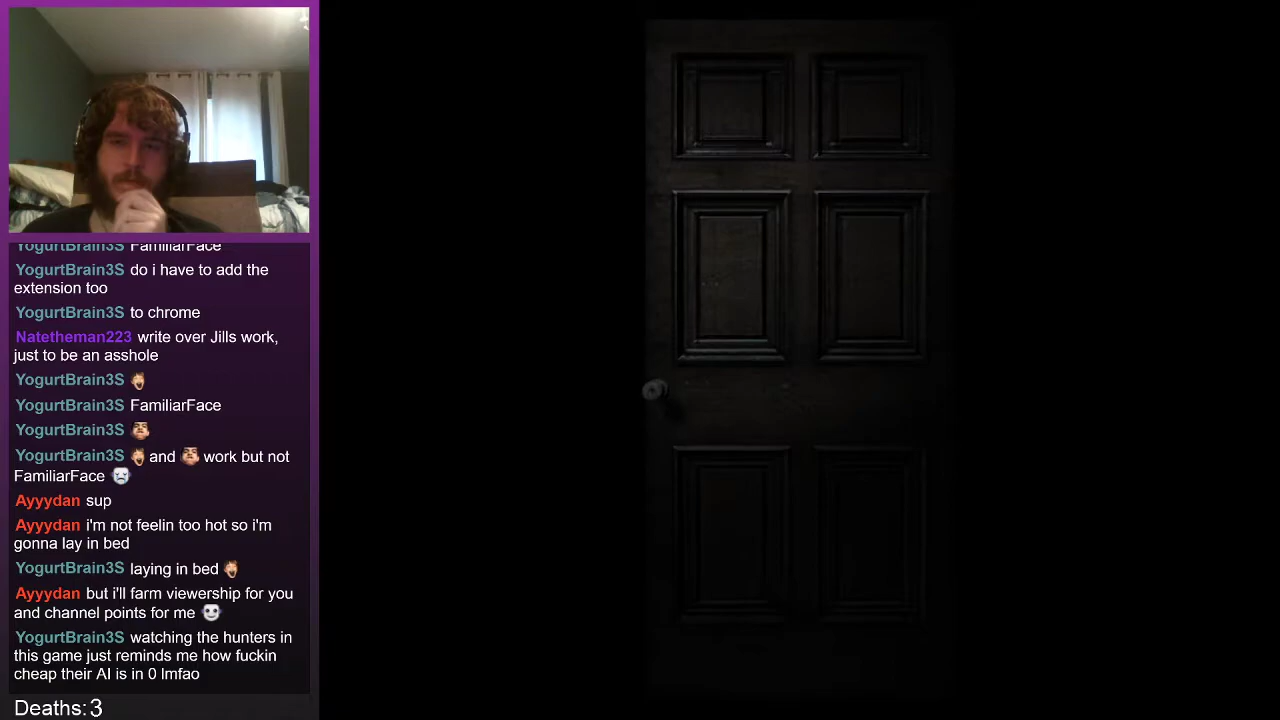 YogurtBrain3S FamiliarFace
YogurtBrain3S do i have to add the
extension too
YogurtBrain3S to chrome
Natetheman223 write over Jills work,
just to be an asshole
YogurtBrain3S
YogurtBrain3S FamiliarFace
YogurtBrain3S
YogurtBrain3S and work but not
FamiliarFace
Ayyydan sup
Ayyydan i'm not feelin too hot so i'm
gonna lay in bed
YogurtBrain3S laying in bed
Ayyydan but i'll farm viewership for you
and channel points for me
YogurtBrain3S watching the hunters in
this game just reminds me how fuckin
cheap their AI is in 0 lmfao
Deaths:3